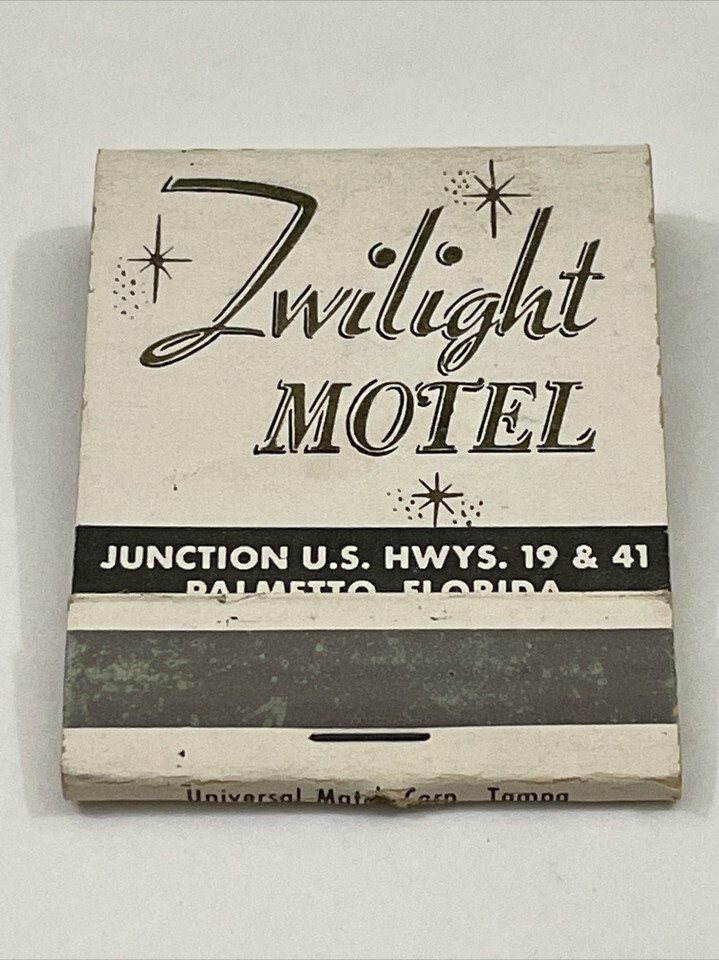 Twilight
MOTEL
JUNCTION U.S. HWYS. 19 & 41
PALMETTO, FLORIDA
Universal Match Corp., Tampa